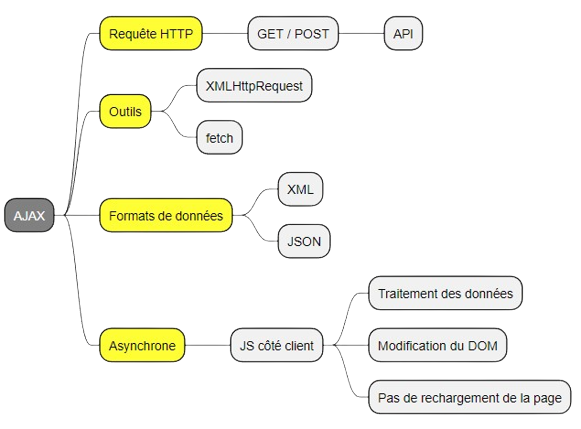 AJAX
Requête HTTP
GET / POST
API
Outils
XMLHttpRequest
fetch
Formats de données
XML
JSON
Asynchrone
JS côté client
Traitement des données
Modification du DOM
Pas de rechargement de la page